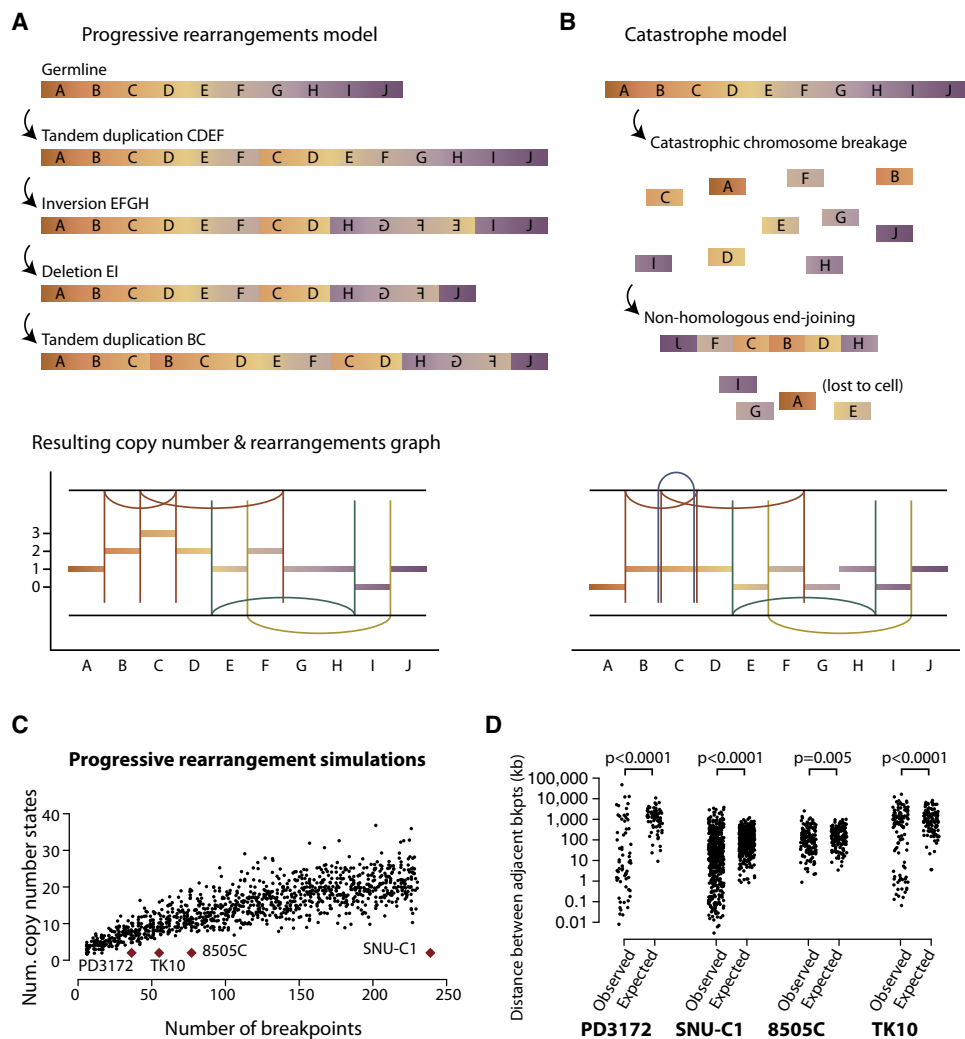 A
Progressive rearrangements model
Germline
A B C D E F G H I J
Tandem duplication CDEF
A B C D E F C D E F G H I J
Inversion EFGH
A B C D E F C D H G F E I J
Deletion EI
A B C D E F C D H G F J
Tandem duplication BC
A B C B C D E F C D H G F J
Resulting copy number & rearrangements graph
3
2
1
0
A B C D E F G H I J
B
Catastrophe model
A B C D E F G H I J
Catastrophic chromosome breakage
C A F B
E G J
I D H
Non-homologous end-joining
J F C B D H
I
(lost to cell)
G A E
A B C D E F G H I J
C
Progressive rearrangement simulations
Num. copy number states
40
30
20
10
0
PD3172 TK10 8505C SNU-C1
0 50 100 150 200 250
Number of breakpoints
D
p<0.0001 p<0.0001 p=0.005 p<0.0001
Distance between adjacent bkpts (kb)
100,000
10,000
1,000
100
10
1
0.1
0.01
Observed Expected Observed Expected Observed Expected Observed Expected
PD3172 SNU-C1 8505C TK10